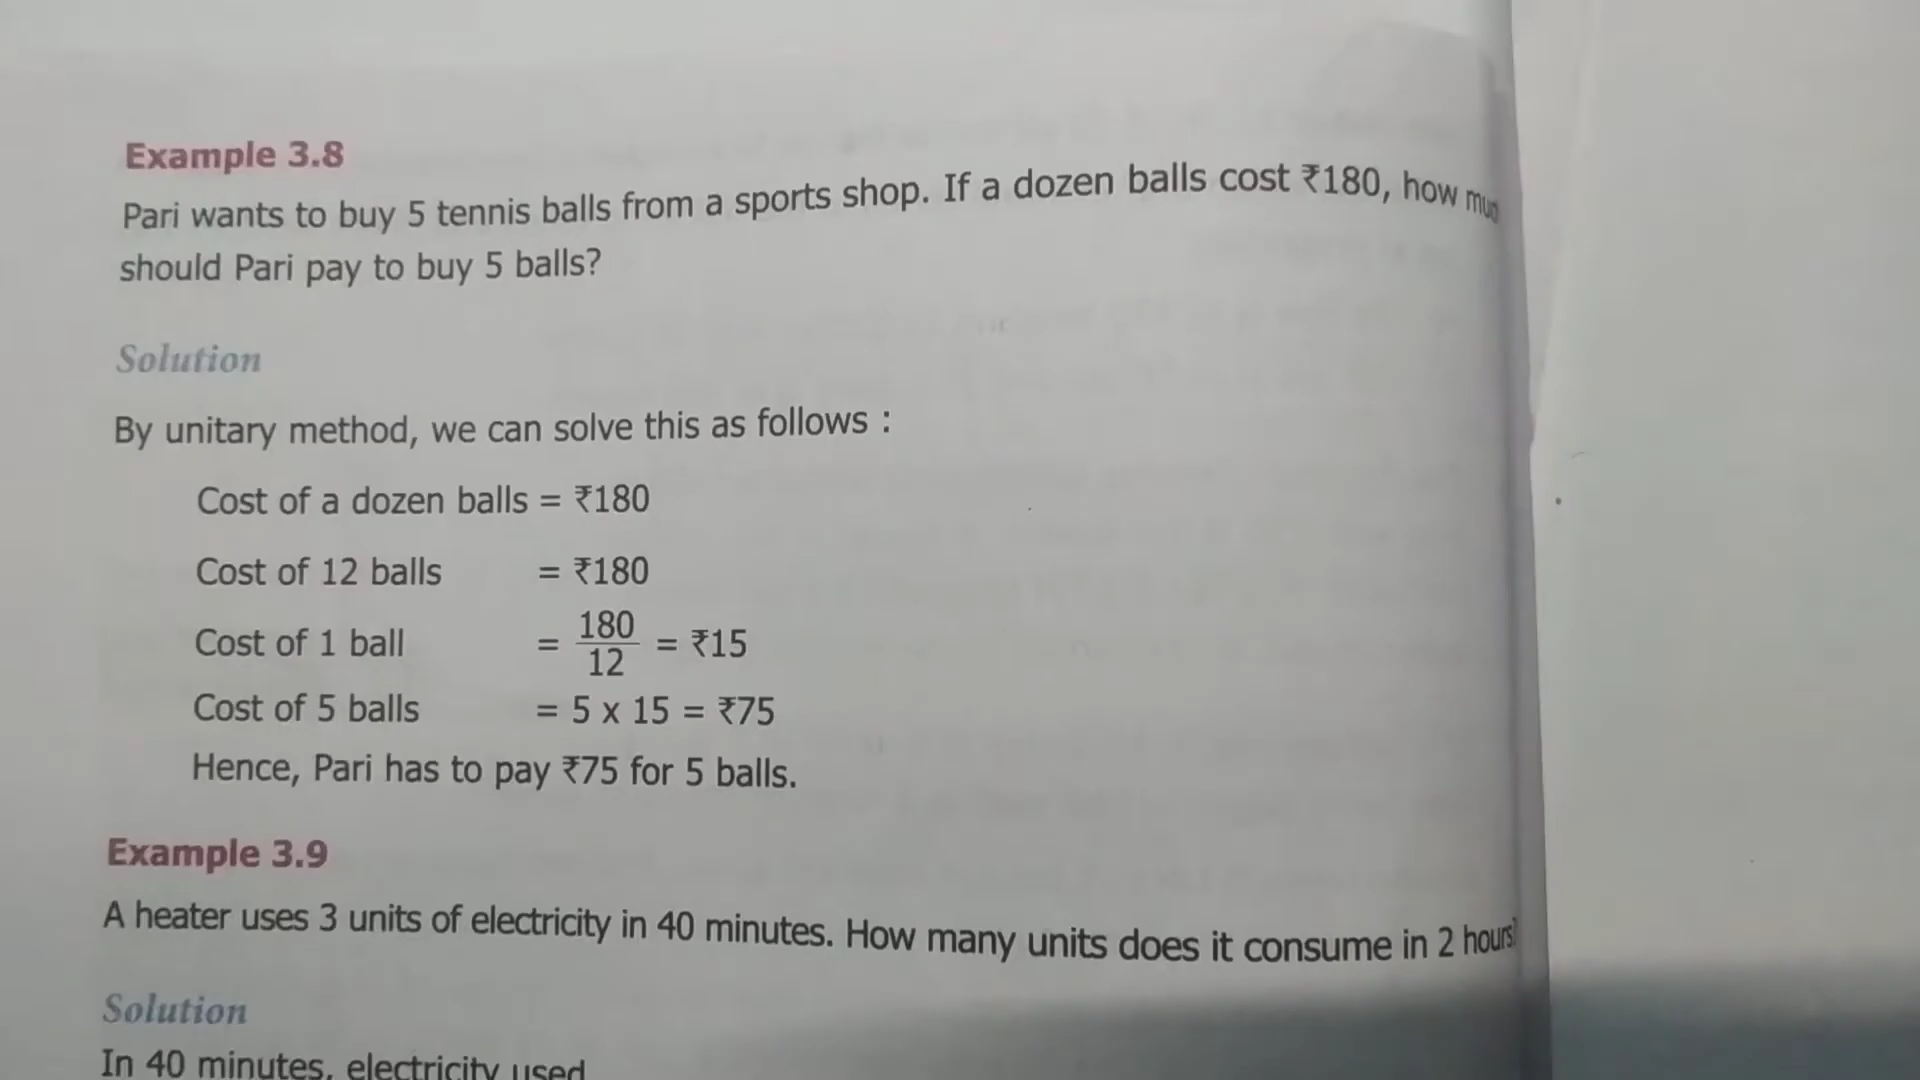 Example 3.8
Pari wants to buy 5 tennis balls from a sports shop. If a dozen balls cost ₹180, how
should Pari pay to buy 5 balls?
Solution
By unitary method, we can solve this as follows :
Cost of a dozen balls = ₹180
Cost of 12 balls = ₹180
Cost of 1 ball = 180/12 = ₹15
Cost of 5 balls = 5 x 15 = ₹75
Hence, Pari has to pay ₹75 for 5 balls.
Example 3.9
A heater uses 3 units of electricity in 40 minutes. How many units does it consume in 2 hours?
Solution
In 40 minutes, electricity used